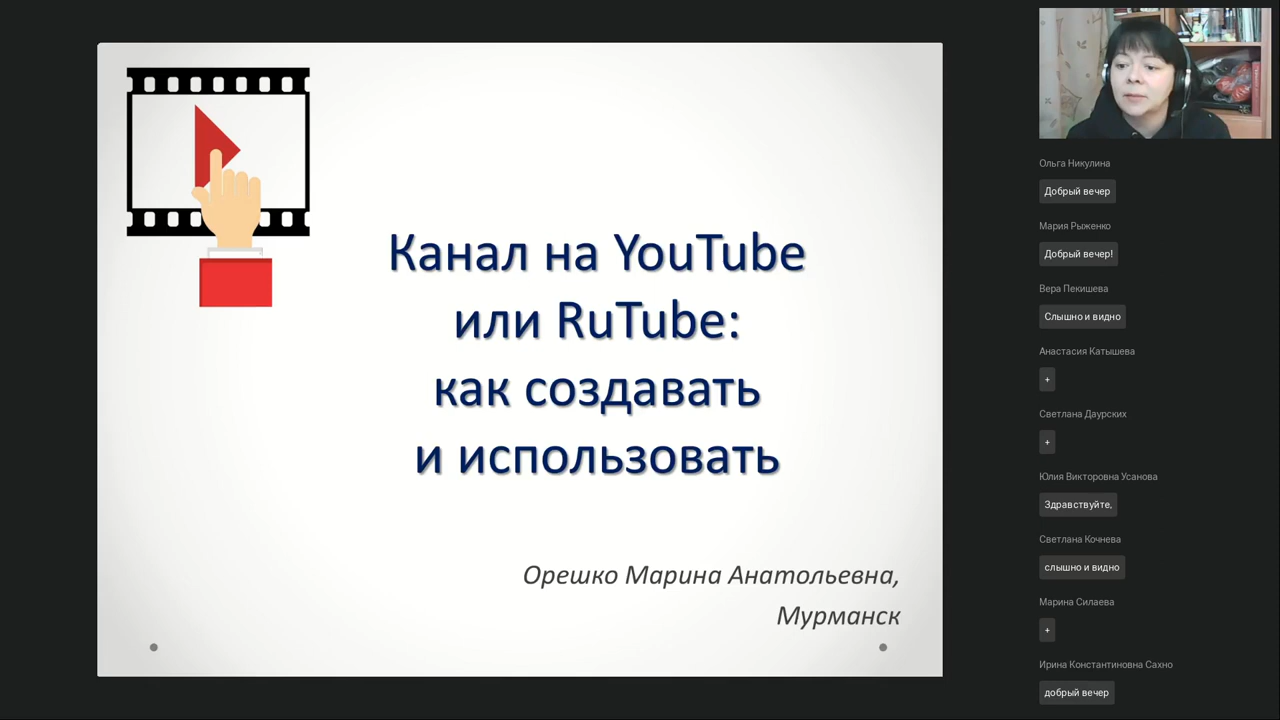 Канал на YouTube
или RuTube:
как создавать
и использовать
Орешко Марина Анатольевна,
Мурманск
Ольга Никулина
Добрый вечер
Мария Рыженко
Добрый вечер!
Вера Пекишева
Слышно и видно
Анастасия Катышева
+
Светлана Даурских
+
Юлия Викторовна Усанова
Здравствуйте,
Светлана Кочнева
слышно и видно
Марина Силаева
+
Ирина Константиновна Сахно
добрый вечер